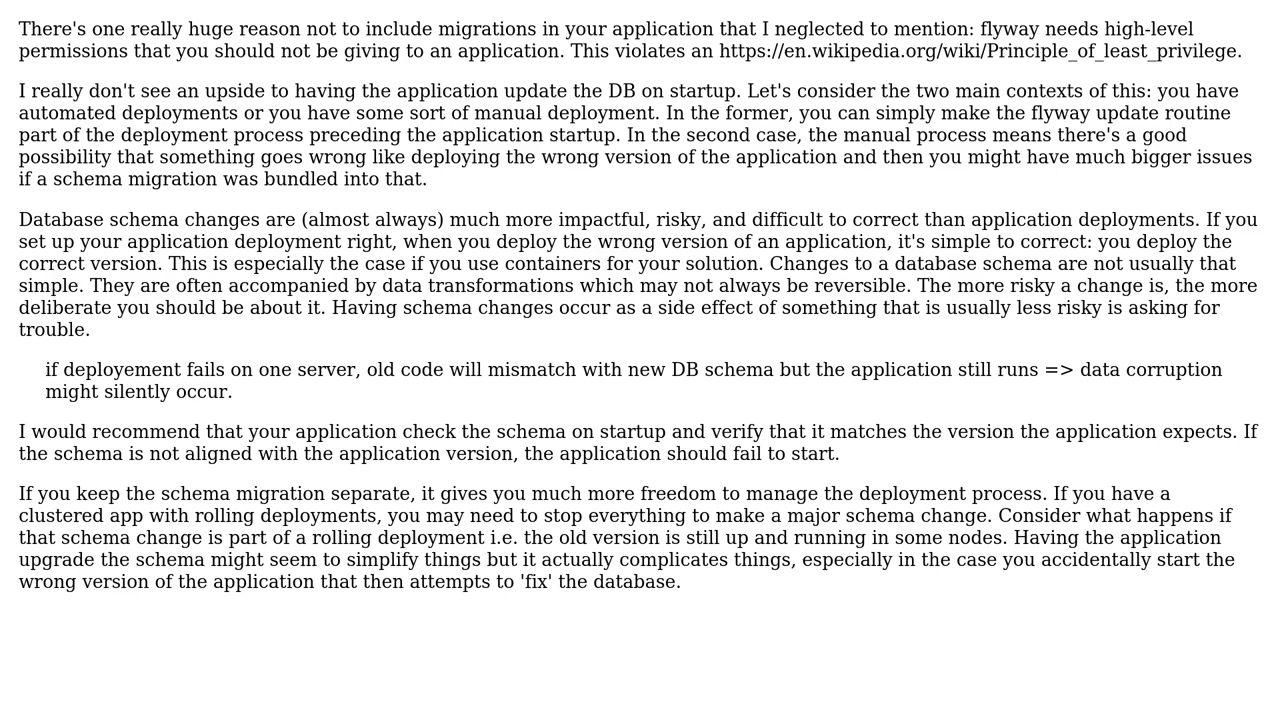 There's one really huge reason not to include migrations in your application that I neglected to mention: flyway needs high-level
permissions that you should not be giving to an application. This violates an https://en.wikipedia.org/wiki/Principle_of_least_privilege.
I really don't see an upside to having the application update the DB on startup. Let's consider the two main contexts of this: you have
automated deployments or you have some sort of manual deployment. In the former, you can simply make the flyway update routine
part of the deployment process preceding the application startup. In the second case, the manual process means there's a good
possibility that something goes wrong like deploying the wrong version of the application and then you might have much bigger issues
if a schema migration was bundled into that.
Database schema changes are (almost always) much more impactful, risky, and difficult to correct than application deployments. If you
set up your application deployment right, when you deploy the wrong version of an application, it's simple to correct: you deploy the
correct version. This is especially the case if you use containers for your solution. Changes to a database schema are not usually that
simple. They are often accompanied by data transformations which may not always be reversible. The more risky a change is, the more
deliberate you should be about it. Having schema changes occur as a side effect of something that is usually less risky is asking for
trouble.
if deployement fails on one server, old code will mismatch with new DB schema but the application still runs => data corruption
might silently occur.
I would recommend that your application check the schema on startup and verify that it matches the version the application expects. If
the schema is not aligned with the application version, the application should fail to start.
If you keep the schema migration separate, it gives you much more freedom to manage the deployment process. If you have a
clustered app with rolling deployments, you may need to stop everything to make a major schema change. Consider what happens if
that schema change is part of a rolling deployment i.e. the old version is still up and running in some nodes. Having the application
upgrade the schema might seem to simplify things but it actually complicates things, especially in the case you accidentally start the
wrong version of the application that then attempts to 'fix' the database.